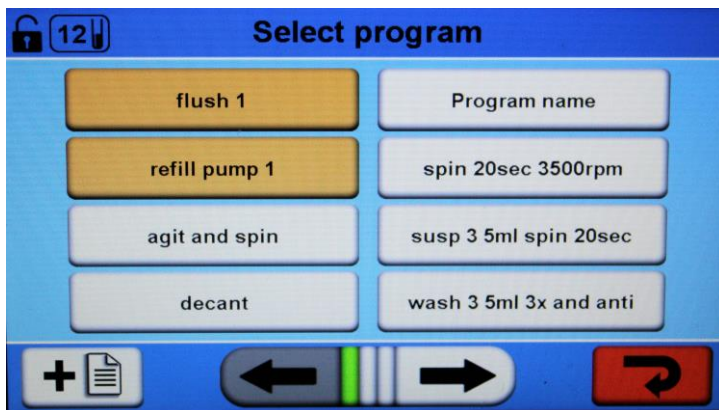 12
Select program
flush 1
Program name
refill pump 1
spin 20sec 3500rpm
agit and spin
susp 3 5ml spin 20sec
decant
wash 3 5ml 3x and anti